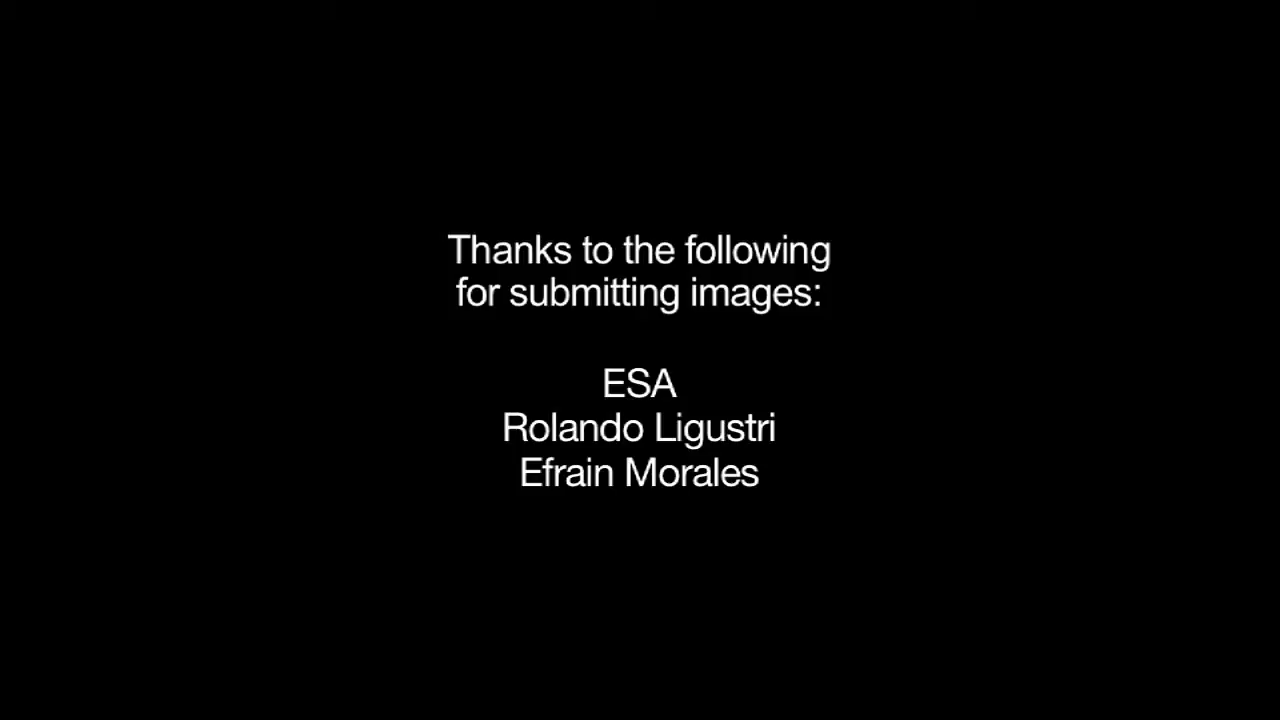 Thanks to the following
for submitting images:
ESA
Rolando Ligustri
Efrain Morales